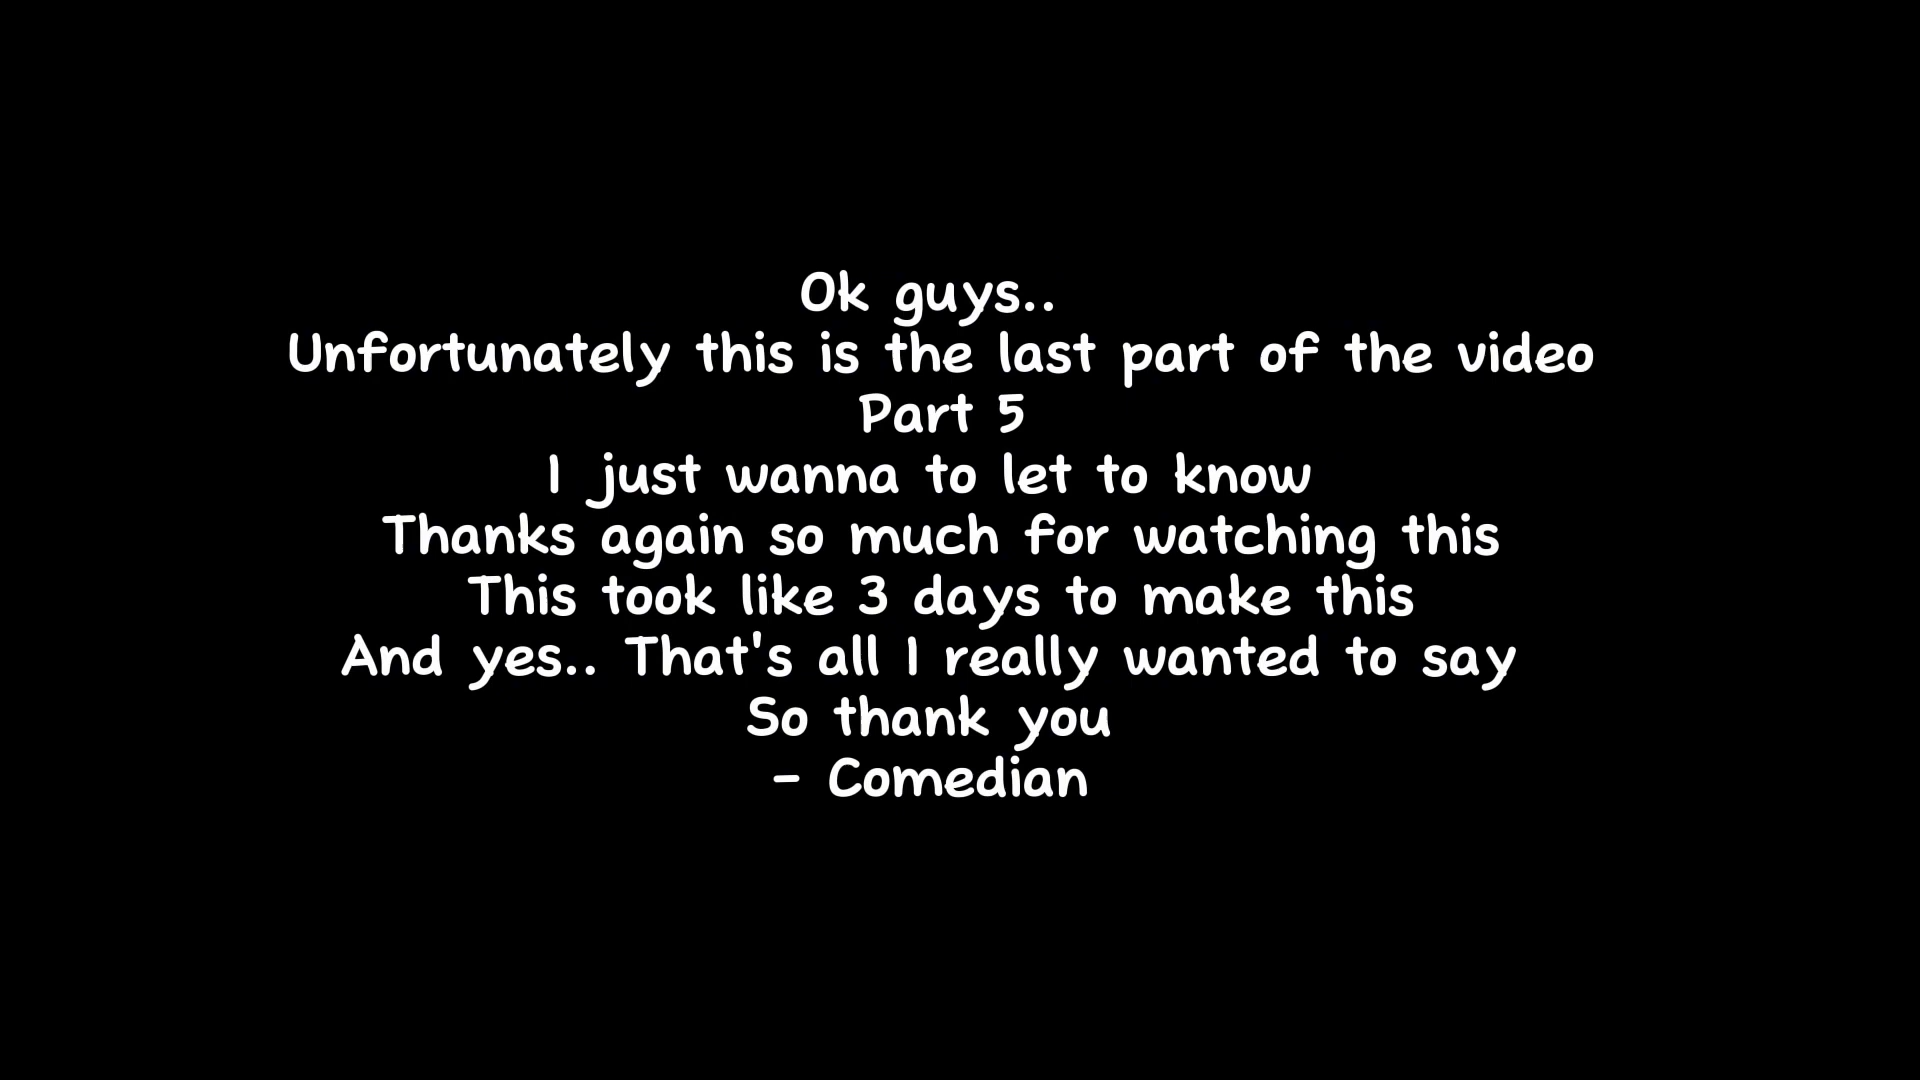 Ok guys..
Unfortunately this is the last part of the video
Part 5
I just wanna to let to know
Thanks again so much for watching this
This took like 3 days to make this
And yes.. That's all I really wanted to say
So thank you
- Comedian